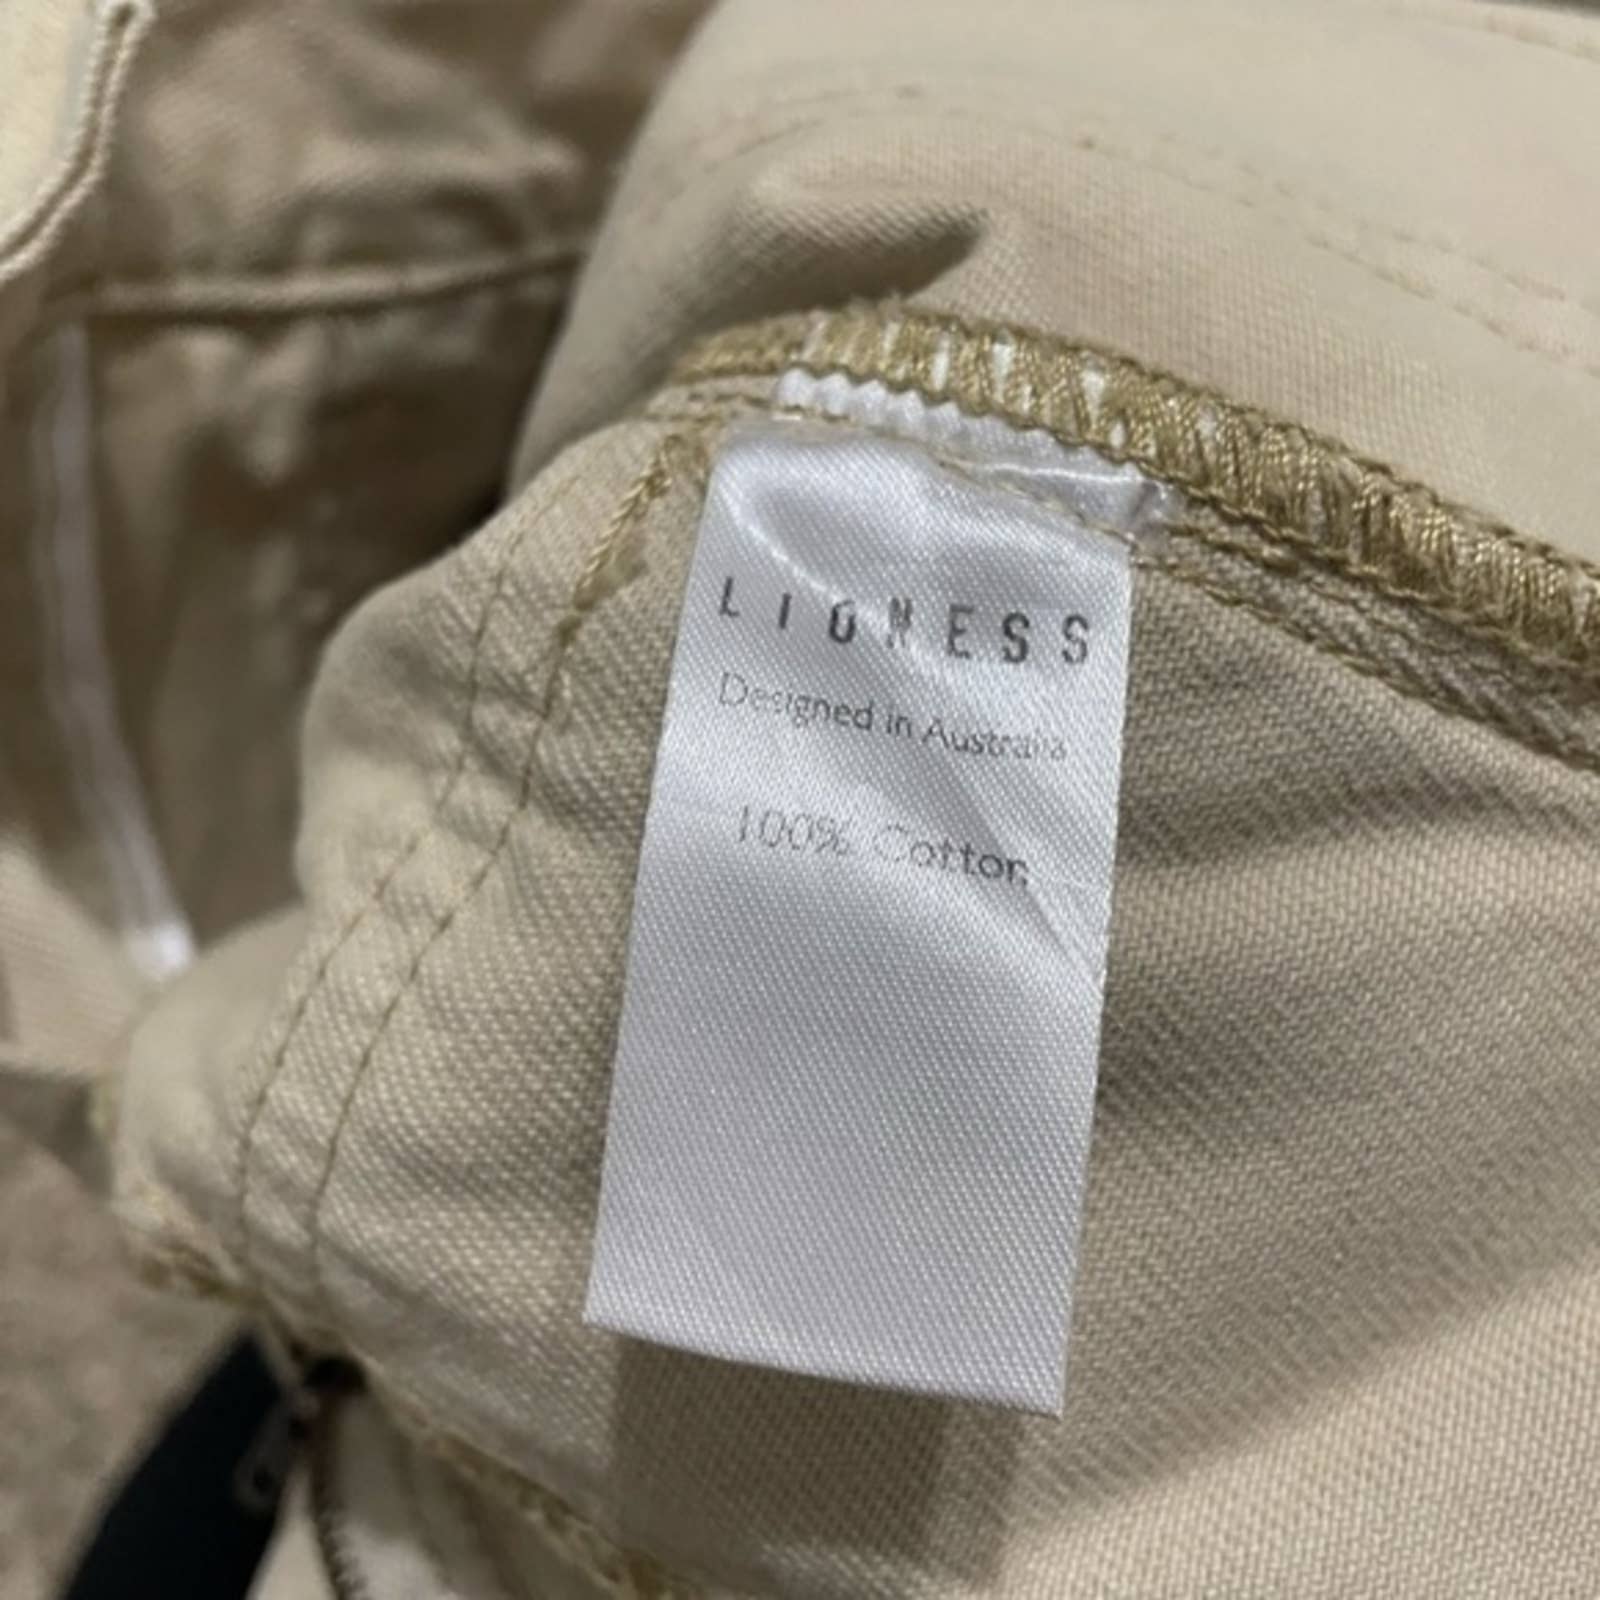 LIONESS
Designed in Australia
100% Cotton